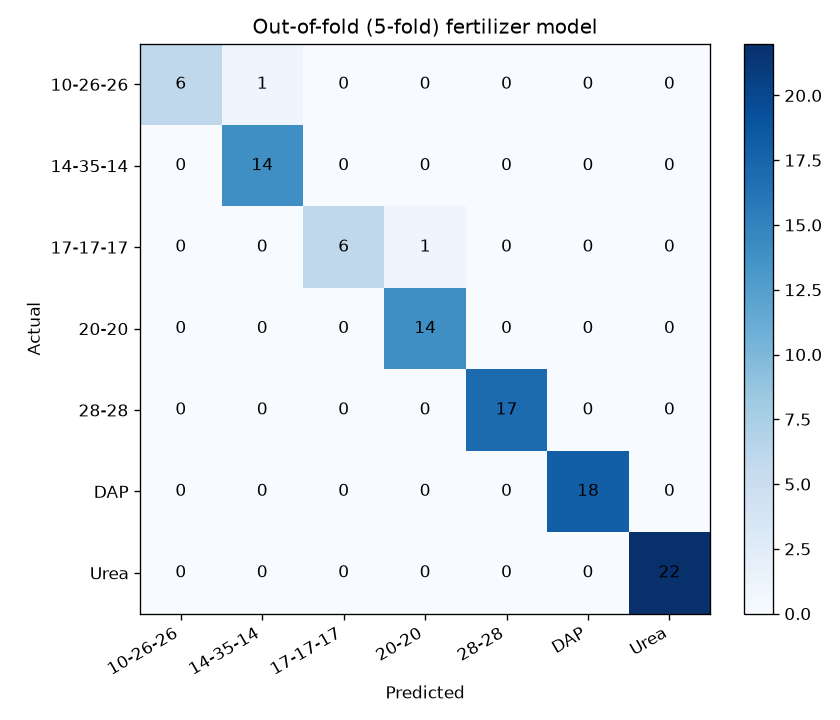 Out-of-fold (5-fold) fertilizer model
10-26-26 6 1 0 0 0 0 0
14-35-14 0 14 0 0 0 0 0
17-17-17 0 0 6 1 0 0 0
20-20 0 0 0 14 0 0 0
28-28 0 0 0 0 17 0 0
DAP 0 0 0 0 0 18 0
Urea 0 0 0 0 0 0 22
10-26-26 14-35-14 17-17-17 20-20 28-28 DAP Urea
Predicted
Actual
20.0
17.5
15.0
12.5
10.0
7.5
5.0
2.5
0.0